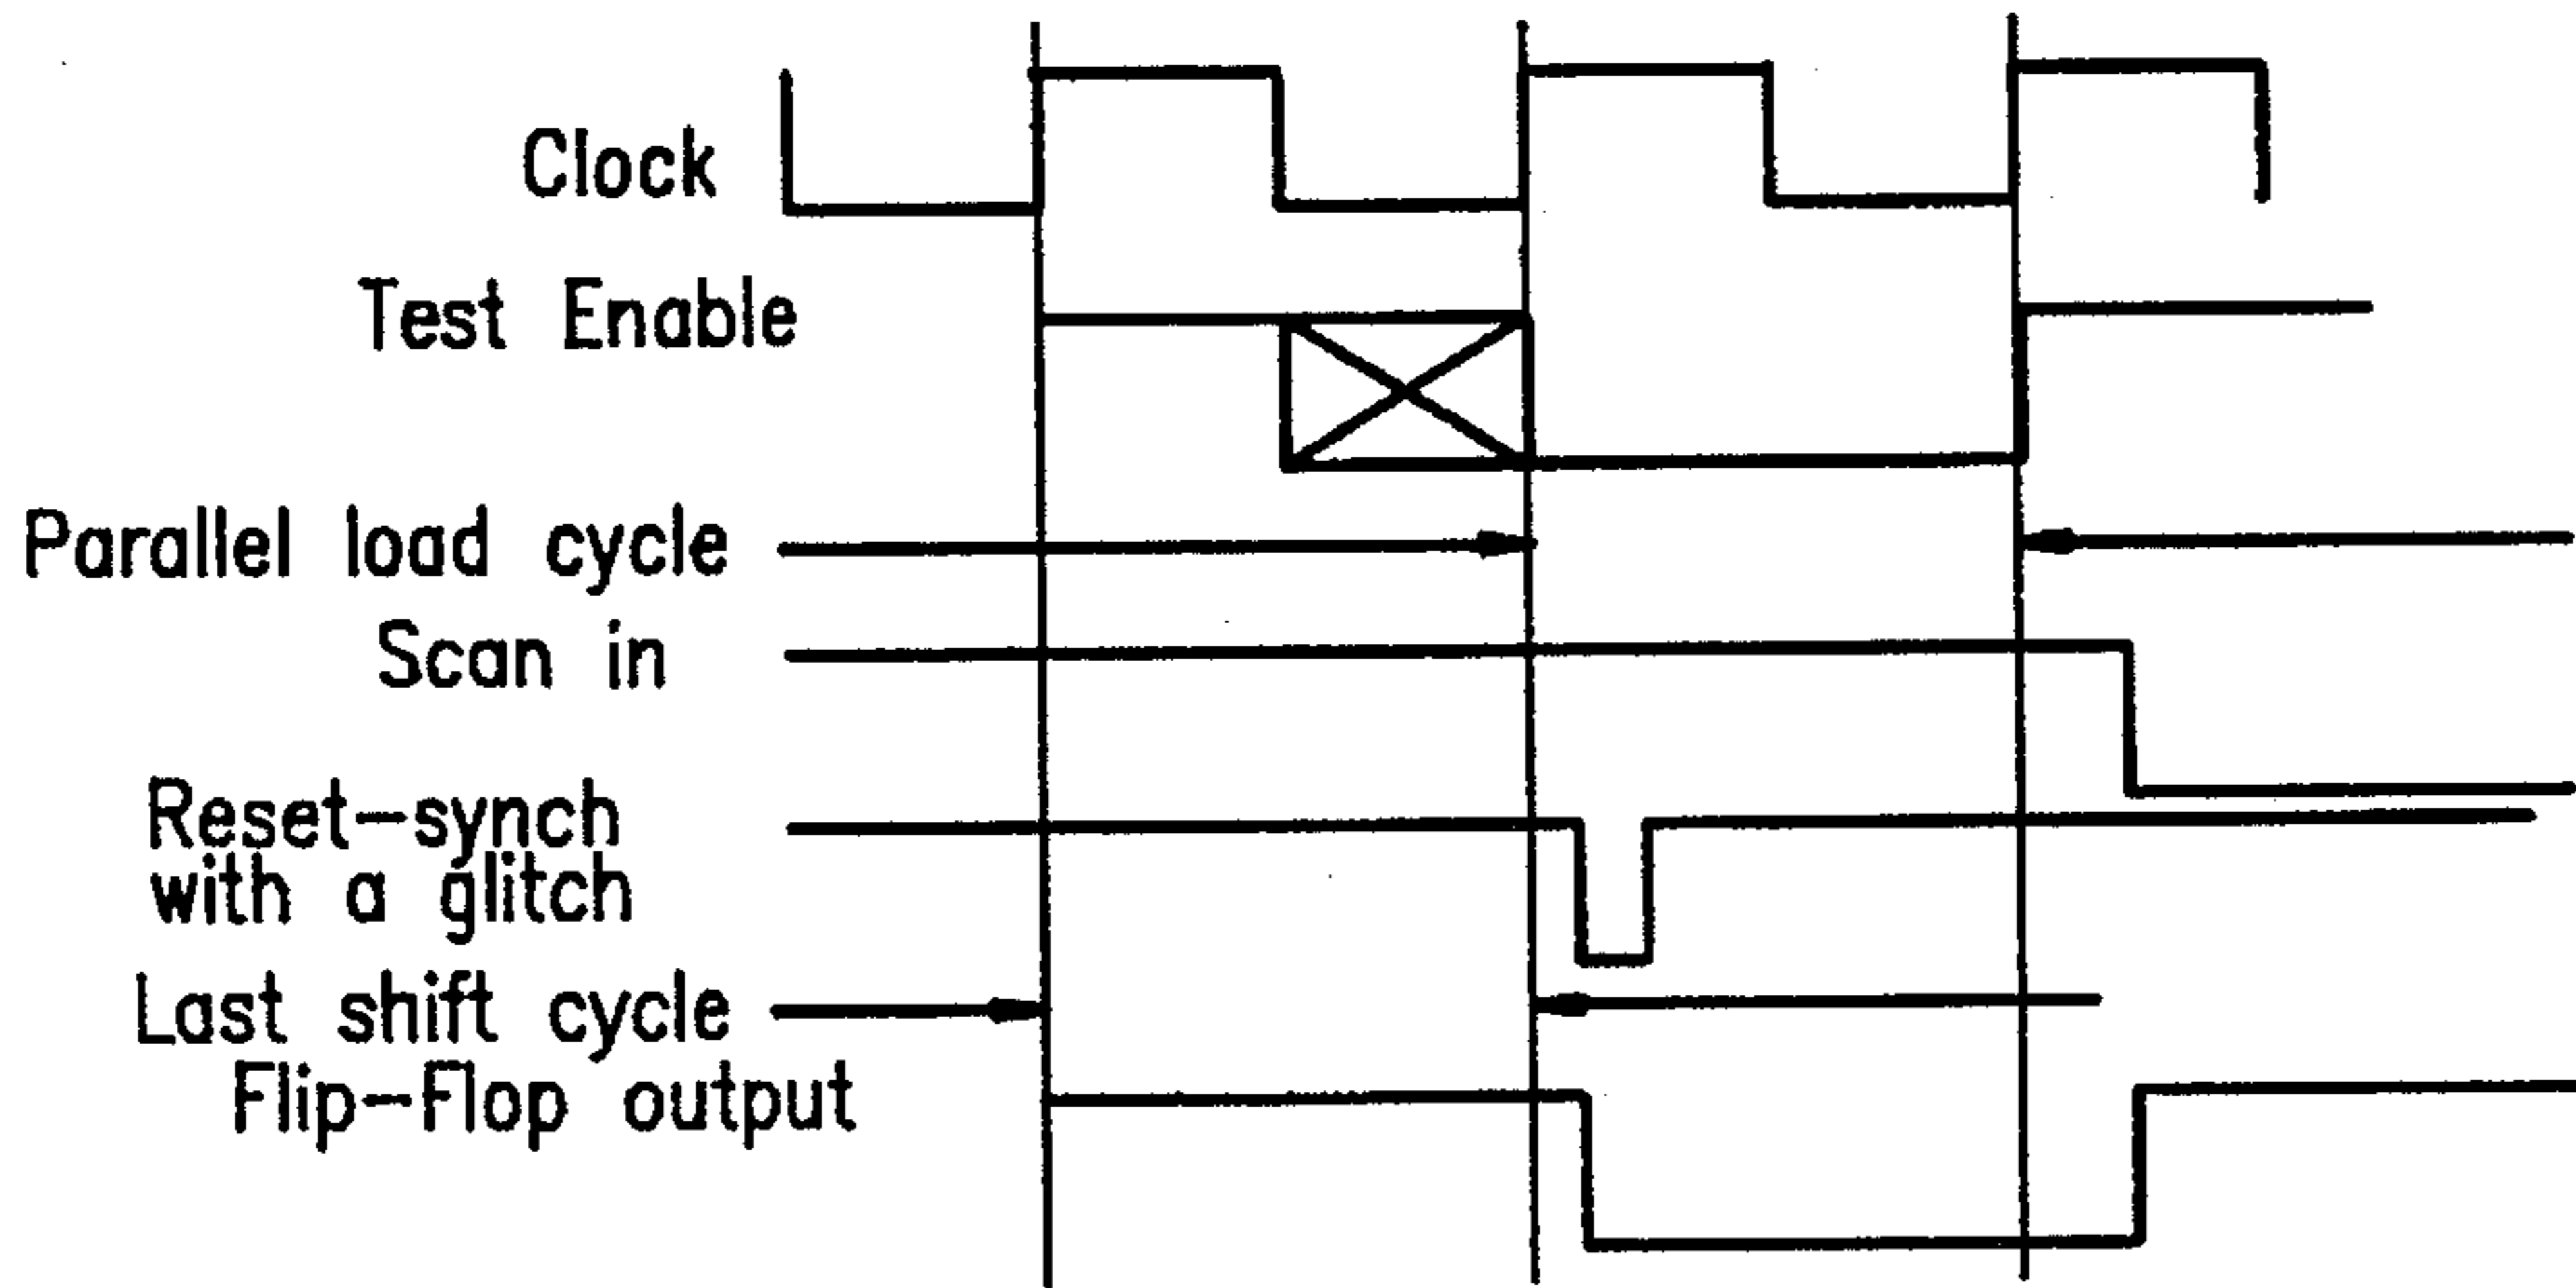 Clock
Test Enable
Parallel load cycle
Scan in
Reset-synch
with a glitch
Last shift cycle
Flip-Flop output